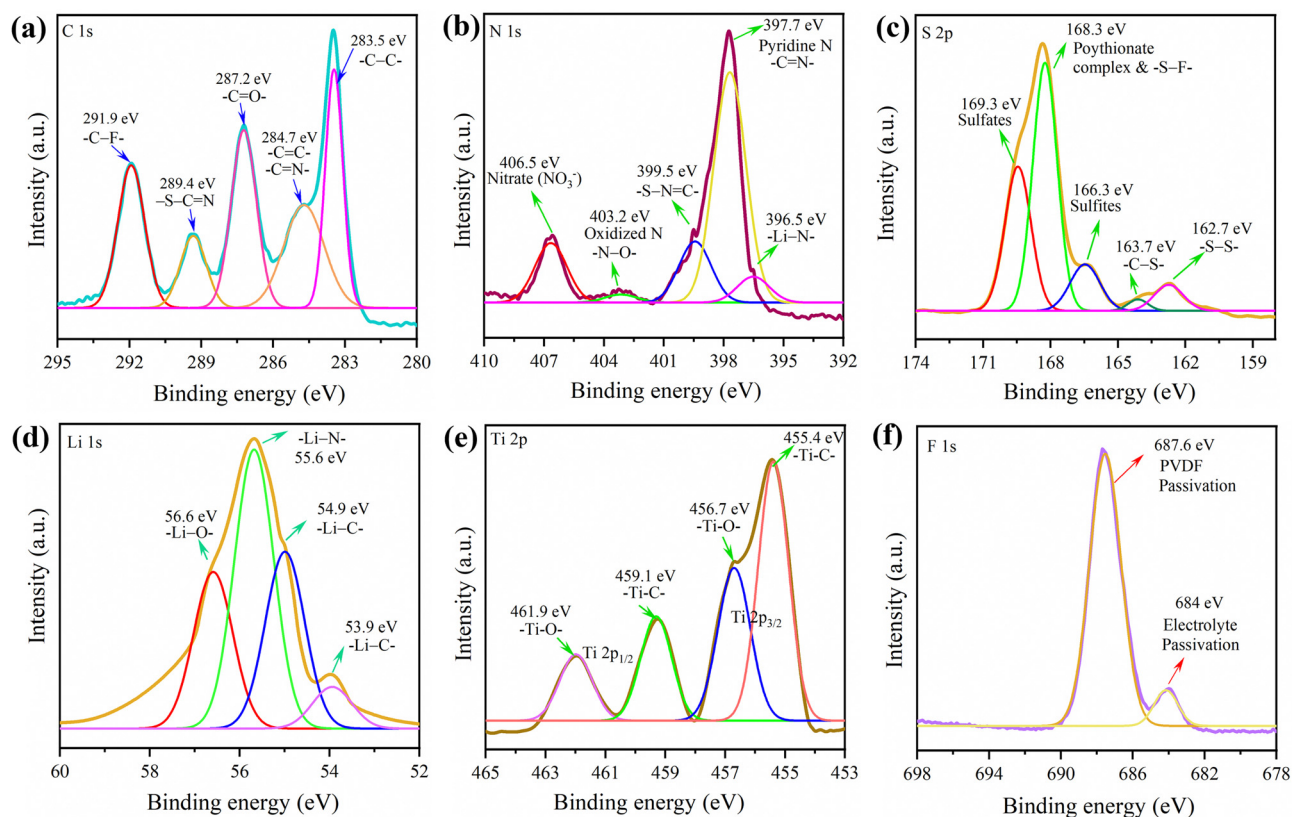 (a)
C 1s
283.5 eV
-C–C-
287.2 eV
-C=O-
291.9 eV
-C–F-
284.7 eV
-C=C-
-C=N-
289.4 eV
–S–C=N
Intensity (a.u.)
295 292 289 286 283 280
Binding energy (eV)
(b)
N 1s
397.7 eV
Pyridine N
-C=N-
406.5 eV
Nitrate (NO₃⁻)
399.5 eV
-S–N=C-
403.2 eV
Oxidized N
-N–O-
396.5 eV
-Li–N-
Intensity (a.u.)
410 407 404 401 398 395 392
Binding energy (eV)
(c)
S 2p
168.3 eV
Poythionate
complex & -S–F-
169.3 eV
Sulfates
166.3 eV
Sulfites
163.7 eV
-C–S-
162.7 eV
-S–S-
Intensity (a.u.)
174 171 168 165 162 159
Binding energy (eV)
(d)
Li 1s
-Li–N-
55.6 eV
56.6 eV
-Li–O-
54.9 eV
-Li–C-
53.9 eV
-Li–C-
Intensity (a.u.)
60 58 56 54 52
Binding energy (eV)
(e)
Ti 2p
455.4 eV
-Ti-C-
456.7 eV
-Ti-O-
459.1 eV
-Ti-C-
461.9 eV
-Ti-O-
Ti 2p₃/₂
Ti 2p₁/₂
Intensity (a.u.)
465 463 461 459 457 455 453
Binding energy (eV)
(f)
F 1s
687.6 eV
PVDF
Passivation
684 eV
Electrolyte
Passivation
Intensity (a.u.)
698 694 690 686 682 678
Binding energy (eV)